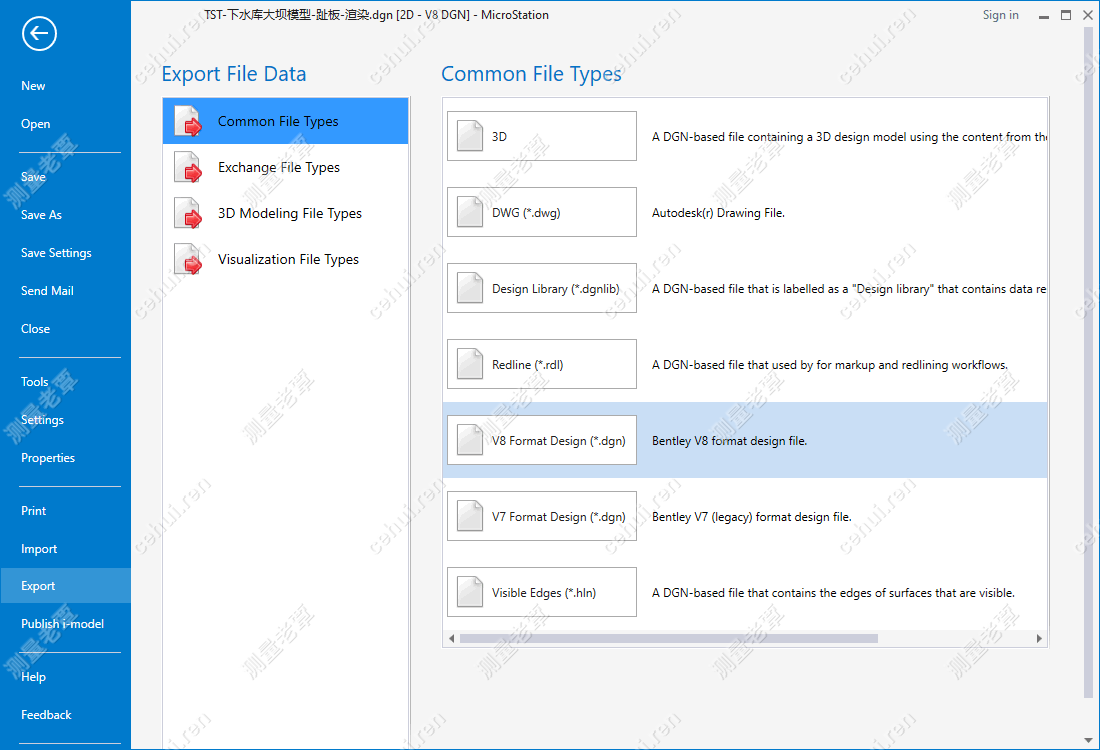 TST-下水库大坝模型-趾板-渲染.dgn [2D - V8 DGN] - MicroStation
Sign in
New
Open
Save
Save As
Save Settings
Send Mail
Close
Tools
Settings
Properties
Print
Import
Export
Publish i-model
Help
Feedback
Export File Data
Common File Types
Exchange File Types
3D Modeling File Types
Visualization File Types
Common File Types
3D
A DGN-based file containing a 3D design model using the content from the
DWG (*.dwg)
Autodesk(r) Drawing File.
Design Library (*.dgnlib)
A DGN-based file that is labelled as a "Design library" that contains data re
Redline (*.rdl)
A DGN-based file that used by for markup and redlining workflows.
V8 Format Design (*.dgn)
Bentley V8 format design file.
V7 Format Design (*.dgn)
Bentley V7 (legacy) format design file.
Visible Edges (*.hln)
A DGN-based file that contains the edges of surfaces that are visible.
测量老覃
cehui.ren